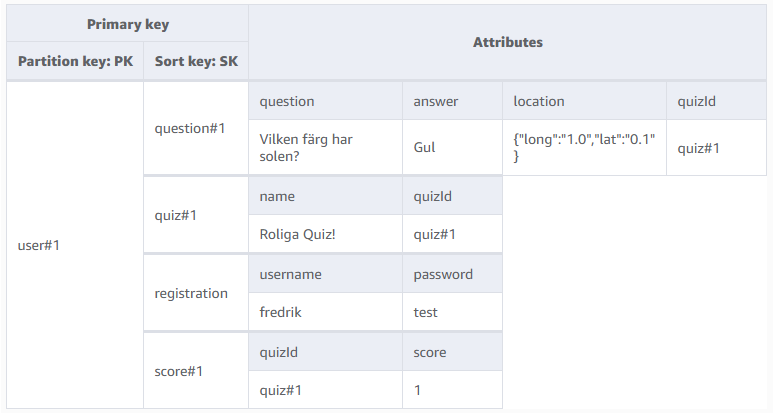 Primary key
Attributes
Partition key: PK
Sort key: SK
user#1
question#1
question
answer
location
quizId
Vilken färg har
solen?
Gul
{"long":"1.0","lat":"0.1"
}
quiz#1
quiz#1
name
quizId
Roliga Quiz!
quiz#1
registration
username
password
fredrik
test
score#1
quizId
score
quiz#1
1